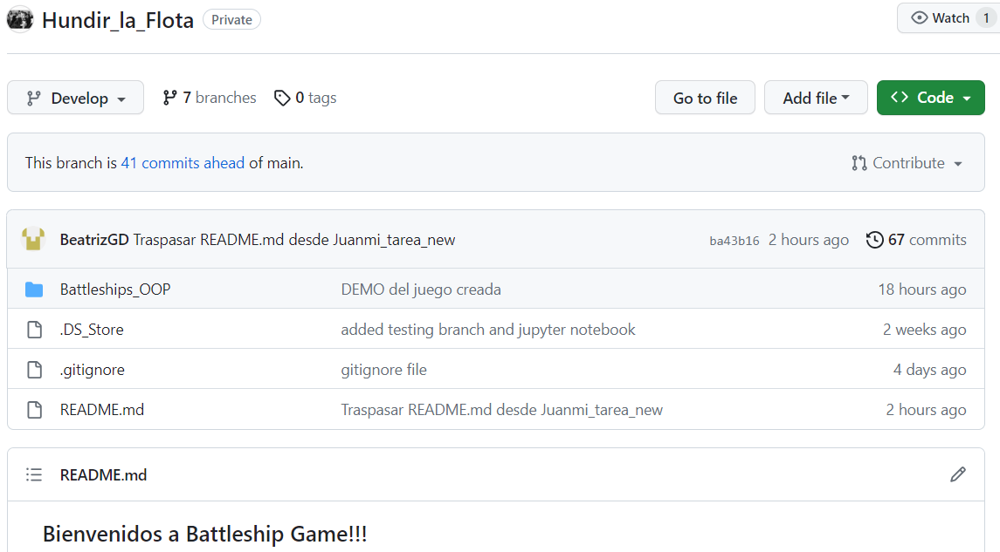 Hundir_la_Flota Private Watch 1
Develop 7 branches 0 tags Go to file Add file Code
This branch is 41 commits ahead of main. Contribute
BeatrizGD Traspasar README.md desde Juanmi_tarea_new ba43b16 2 hours ago 67 commits
Battleships_OOP DEMO del juego creada 18 hours ago
.DS_Store added testing branch and jupyter notebook 2 weeks ago
.gitignore gitignore file 4 days ago
README.md Traspasar README.md desde Juanmi_tarea_new 2 hours ago
README.md
Bienvenidos a Battleship Game!!!